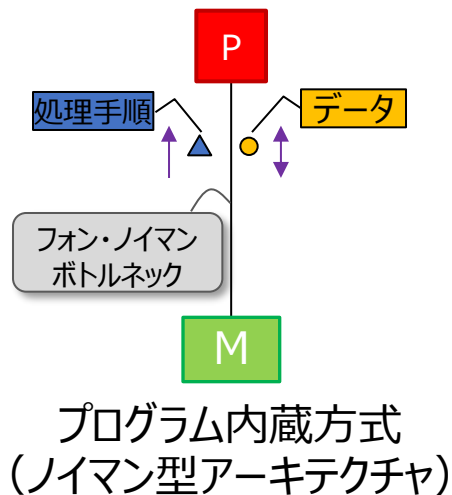 P
処理手順
データ
フォン・ノイマン
ボトルネック
M
プログラム内蔵方式
(ノイマン型アーキテクチャ)